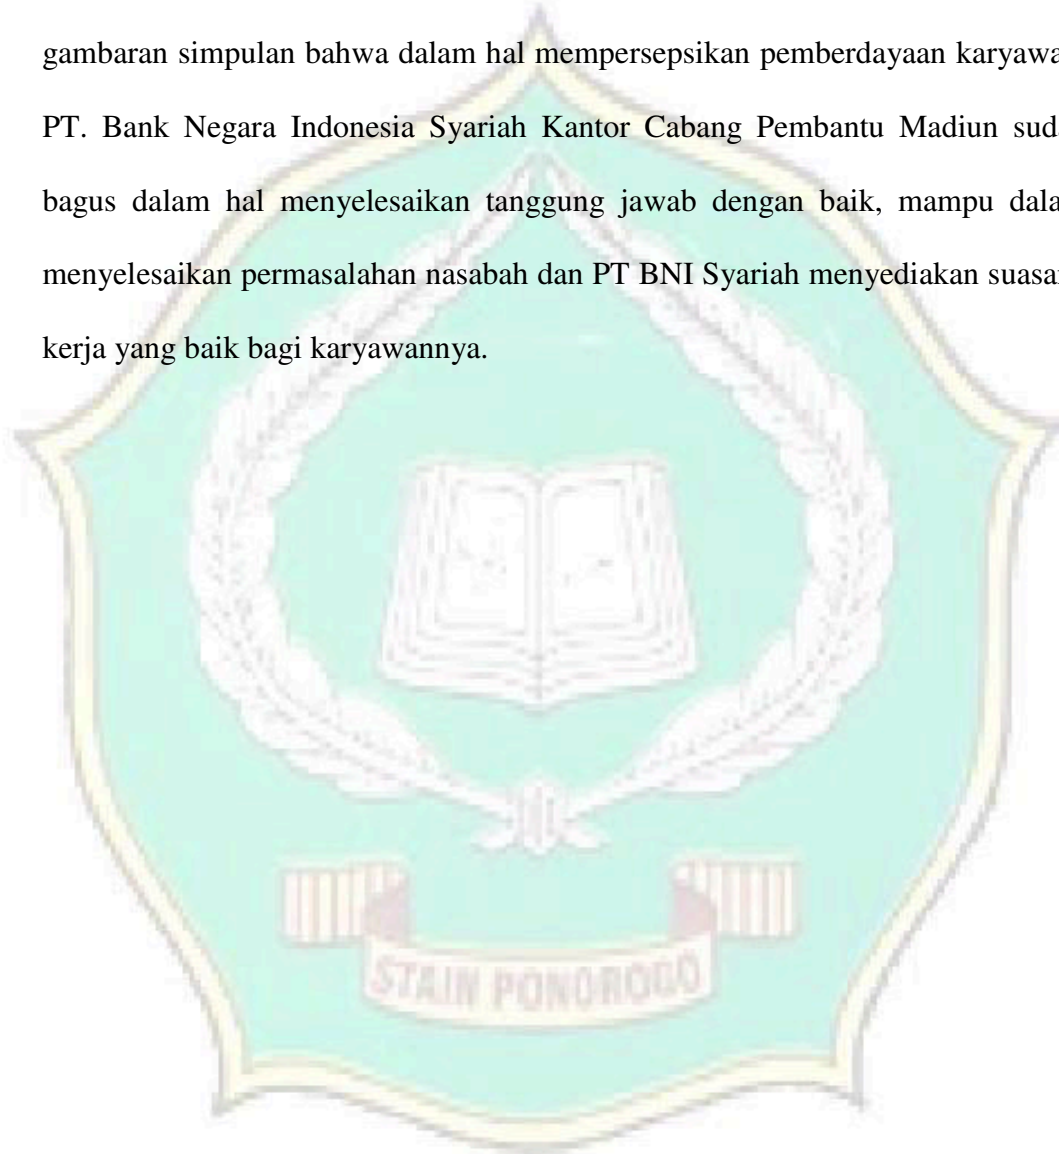 gambaran simpulan bahwa dalam hal mempersepsikan pemberdayaan karyawa
PT. Bank Negara Indonesia Syariah Kantor Cabang Pembantu Madiun suda
bagus dalam hal menyelesaikan tanggung jawab dengan baik, mampu dala
menyelesaikan permasalahan nasabah dan PT BNI Syariah menyediakan suasa
kerja yang baik bagi karyawannya.
STAIN PONOROGO